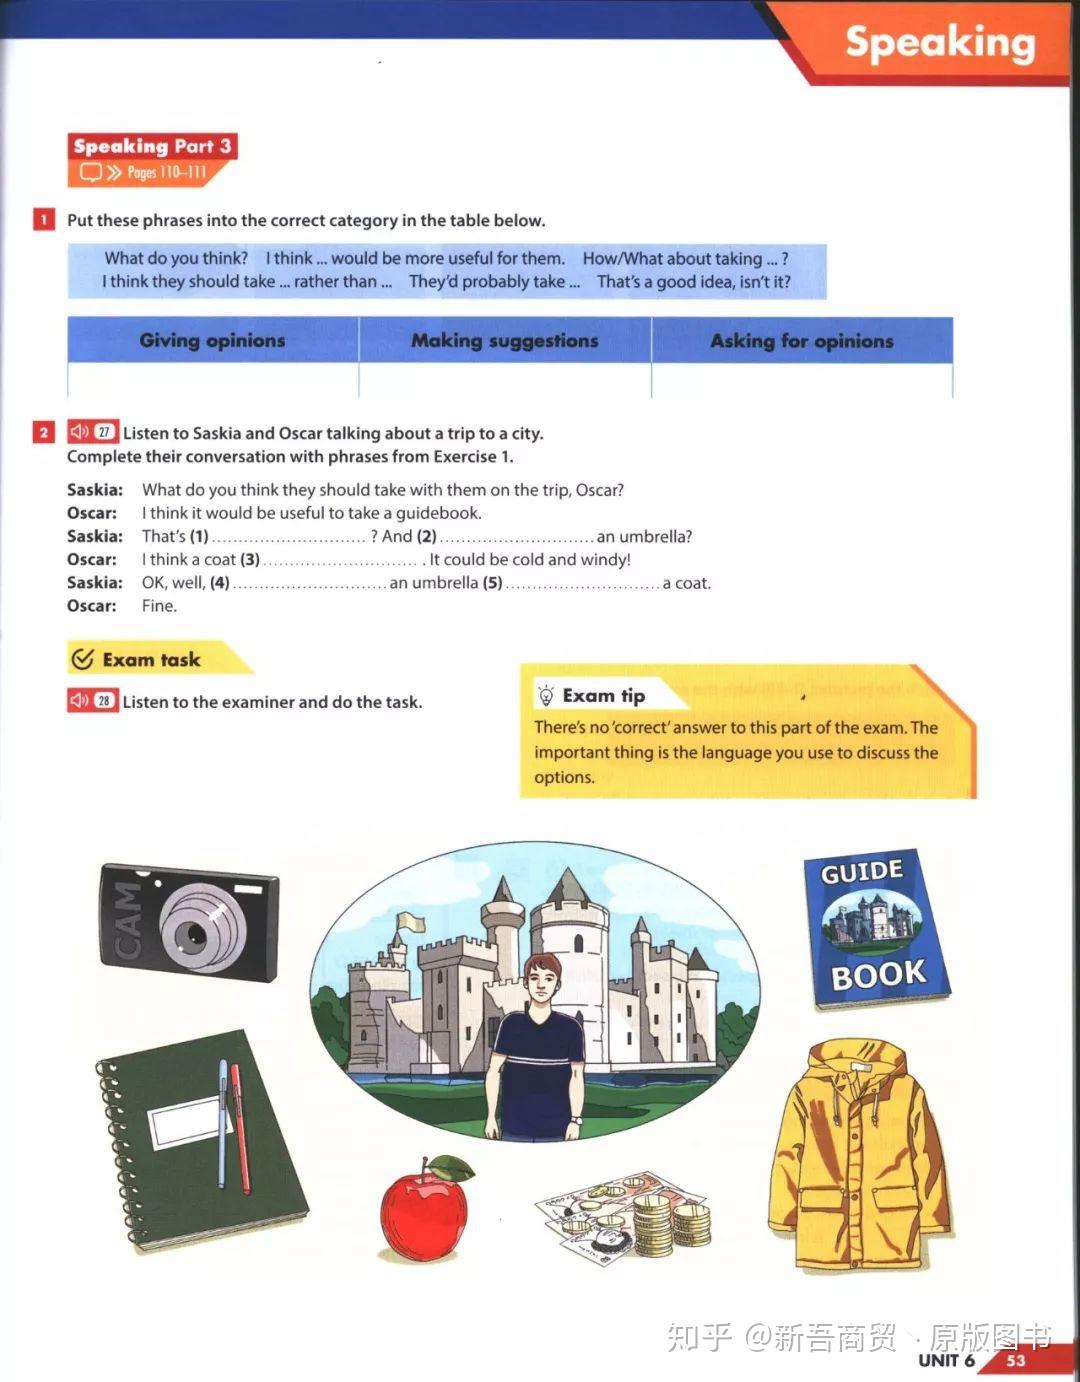 Speaking
Speaking Part 3
Pages 110–111
1 Put these phrases into the correct category in the table below.
What do you think? I think ... would be more useful for them. How/What about taking ... ?
I think they should take ... rather than ... They'd probably take ... That's a good idea, isn't it?
Giving opinions Making suggestions Asking for opinions
2 27 Listen to Saskia and Oscar talking about a trip to a city.
Complete their conversation with phrases from Exercise 1.
Saskia: What do you think they should take with them on the trip, Oscar?
Oscar: I think it would be useful to take a guidebook.
Saskia: That's (1) ........................... ? And (2) ........................... an umbrella?
Oscar: I think a coat (3) ........................... . It could be cold and windy!
Saskia: OK, well, (4) ........................... an umbrella (5) ........................... a coat.
Oscar: Fine.
Exam task
28 Listen to the examiner and do the task.
Exam tip
There's no 'correct' answer to this part of the exam. The
important thing is the language you use to discuss the
options.
CAM
GUIDE
BOOK
知乎 @新吾商贸丶原版图书
UNIT 6 53